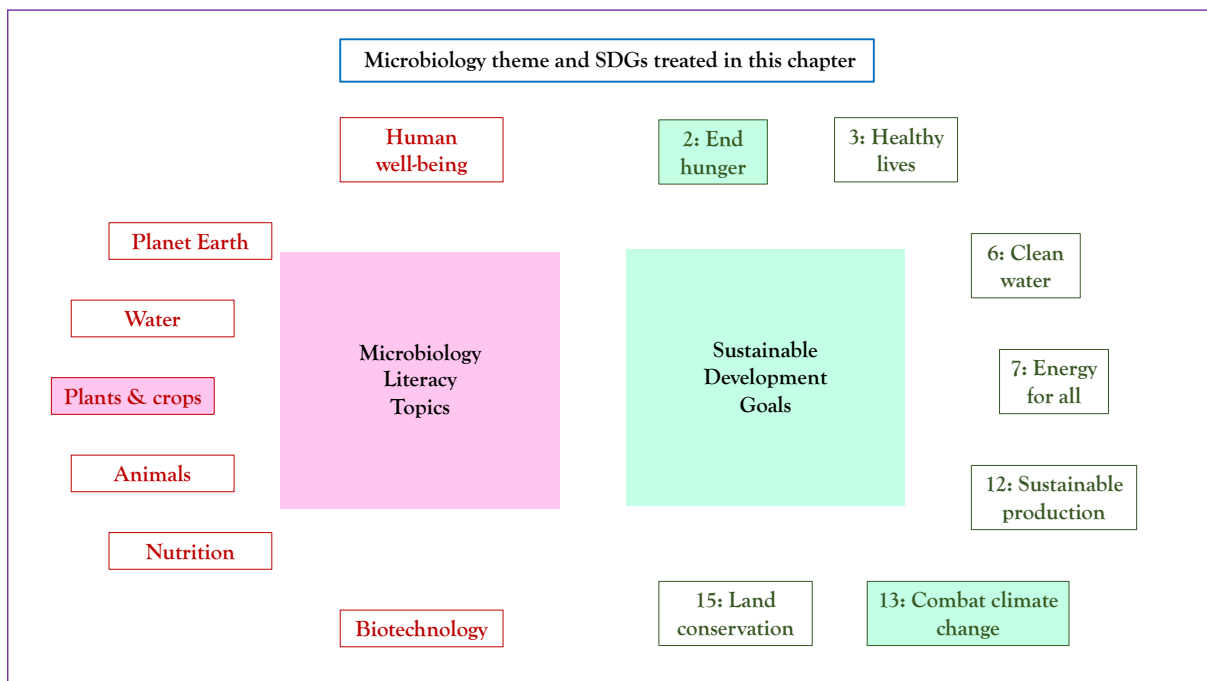 Microbiology theme and SDGs treated in this chapter
Human
well-being
Planet Earth
Water
Plants & crops
Animals
Nutrition
Biotechnology
Microbiology
Literacy
Topics
Sustainable
Development
Goals
2: End
hunger
3: Healthy
lives
6: Clean
water
7: Energy
for all
12: Sustainable
production
13: Combat climate
change
15: Land
conservation